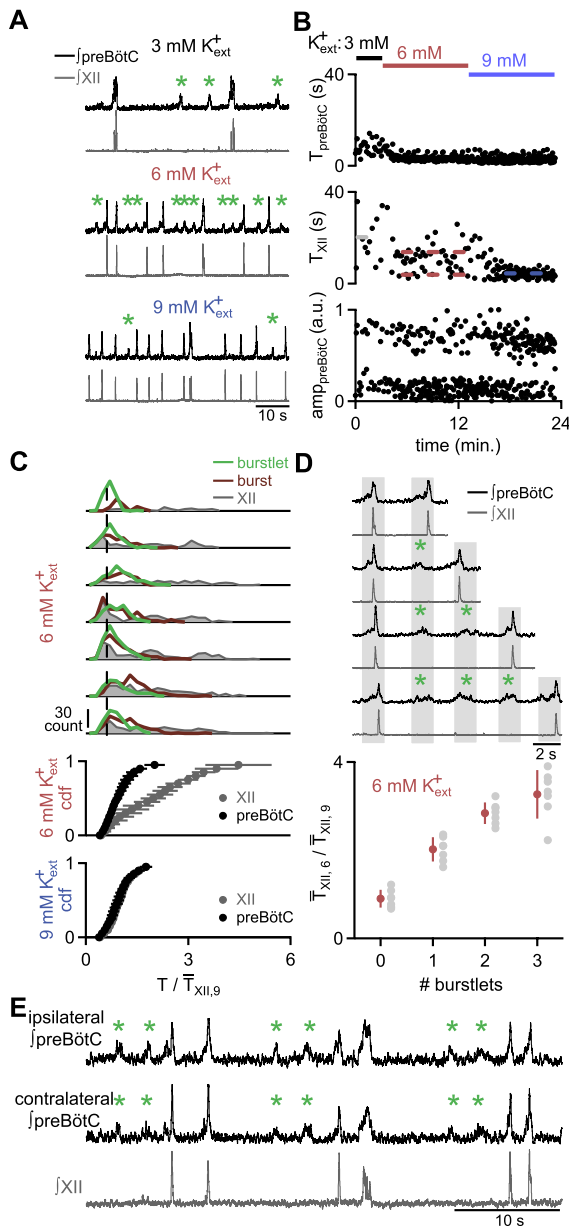 A
3 mM K+ext
∫preBötC
∫XII
* * *
6 mM K+ext
* ** *** ** * *
9 mM K+ext
* *
10 s
B
K+ext: 3 mM 6 mM 9 mM
TpreBötC (s)
40
0
TXII (s)
40
0
amppreBötC (a.u.)
1
0
0 12 24
time (min.)
C
burstlet
burst
XII
6 mM K+ext
30
count
6 mM K+ext
cdf
1
0
XII
preBötC
9 mM K+ext
cdf
1
0
XII
preBötC
0 3 6
T / T̿XII,9
D
∫preBötC
∫XII
*
* *
* * *
2 s
6 mM K+ext
T̿XII, 6 / T̿XII, 9
4
0
0 1 2 3
# burstlets
E
ipsilateral
∫preBötC
* * * * * *
contralateral
∫preBötC
* * * * * *
∫XII
10 s